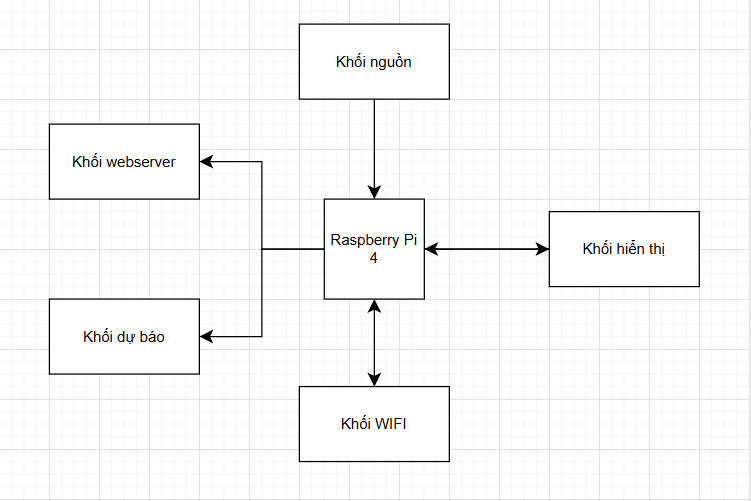 Khối nguồn
Khối webserver
Raspberry Pi
4
Khối hiển thị
Khối dự báo
Khối WIFI